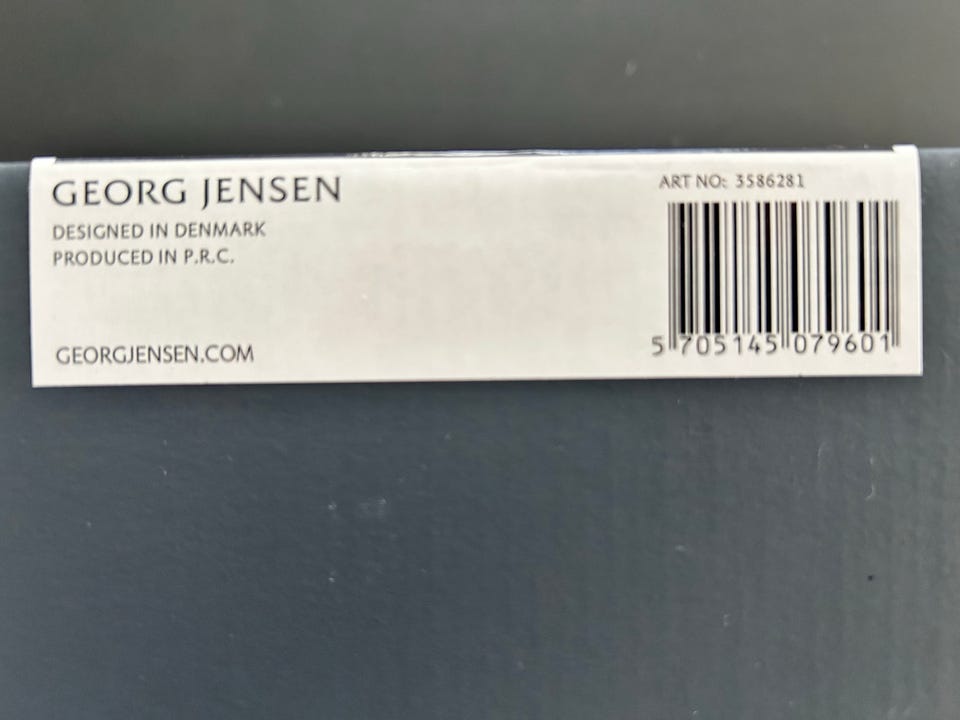 GEORG JENSEN
DESIGNED IN DENMARK
PRODUCED IN P.R.C.
GEORGJENSEN.COM
ART NO: 3586281
5 705145 079601